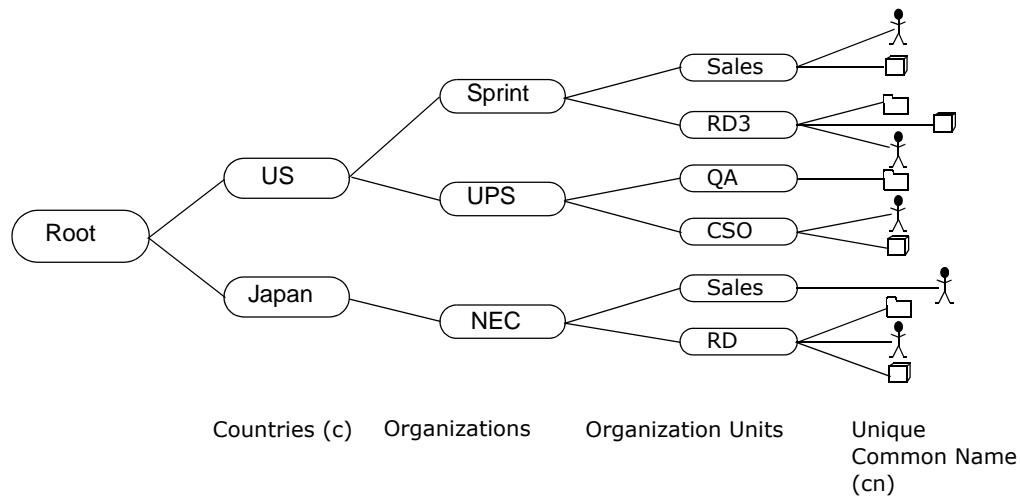 Sales
Sprint
RD3
US
QA
UPS
CSO
Root
Sales
Japan
NEC
RD
Countries (c)
Organizations
Organization Units
Unique
Common Name
(cn)